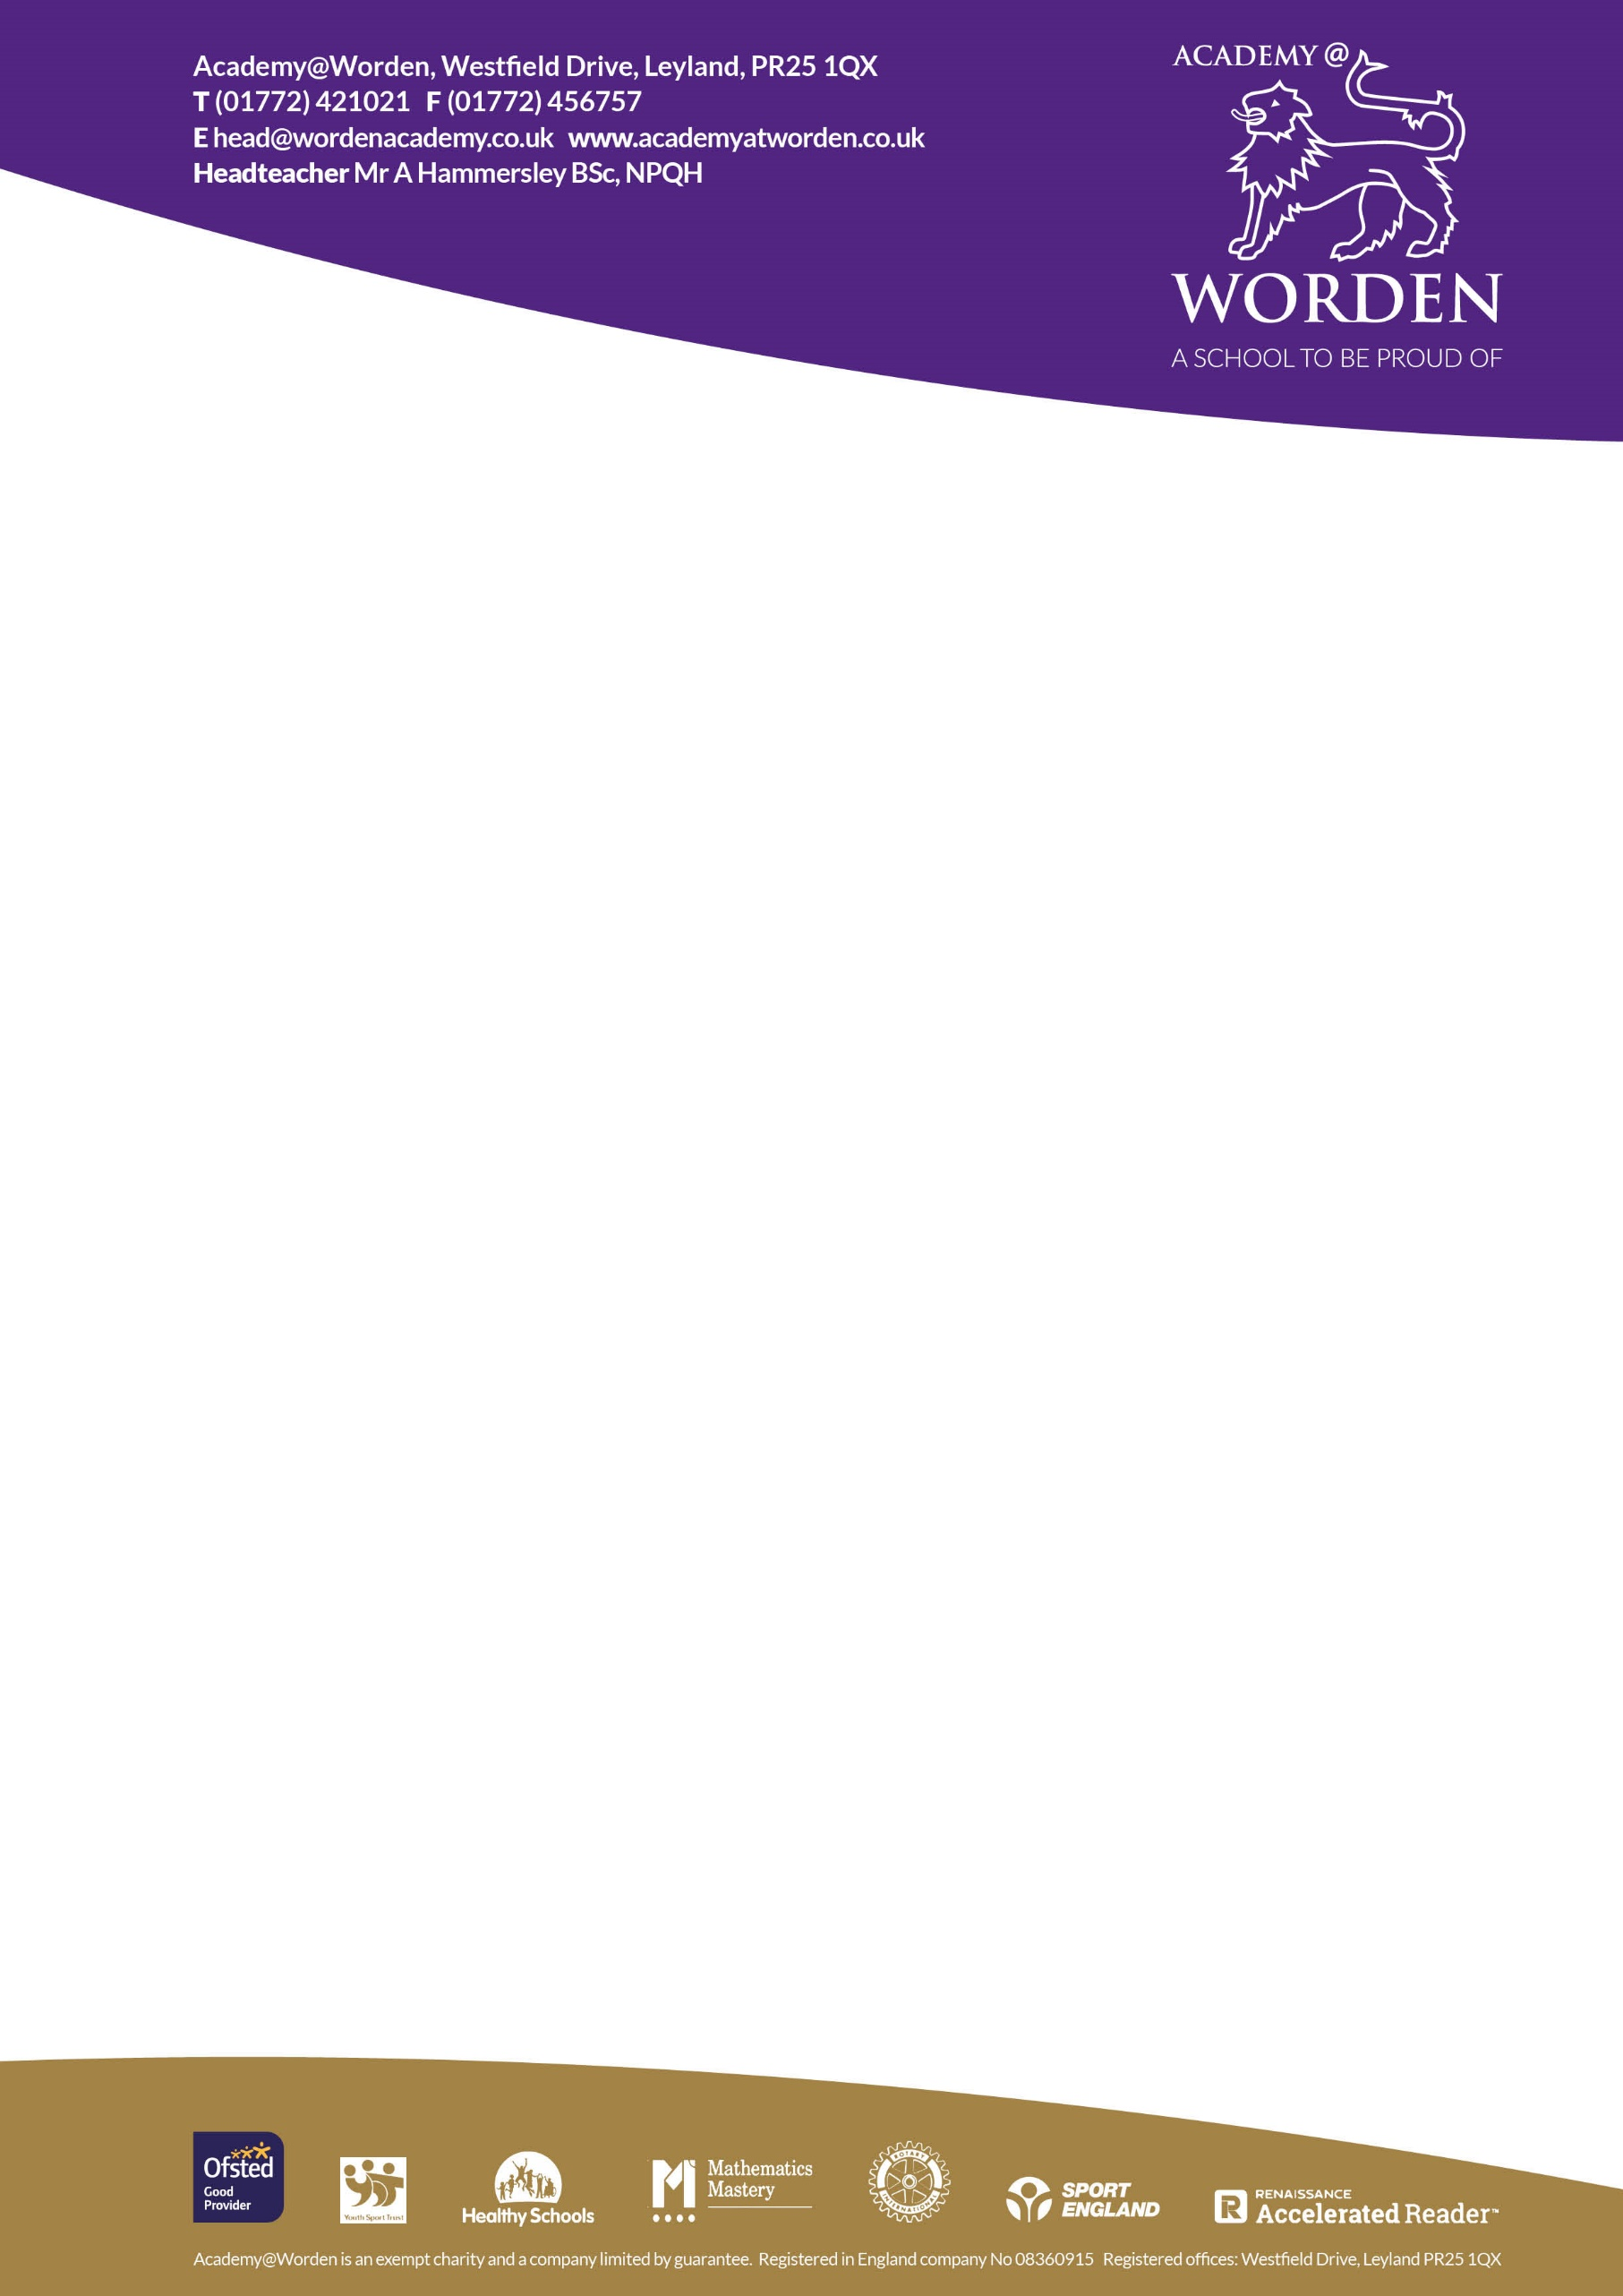 Academy@Worden, Westfield Drive, Leyland, PR25 1QX
T (01772) 421021 F (01772) 456757
E head@wordenacademy.co.uk www.academyatworden.co.uk
Headteacher Mr A Hammersley BSc, NPQH
ACADEMY @
WORDEN
A SCHOOL TO BE PROUD OF
Ofsted
Good
Provider
Youth Sport Trust
Healthy Schools
Mathematics
Mastery
ROTARY
INTERNATIONAL
SPORT
ENGLAND
R
RENAISSANCE
Accelerated Reader™
Academy@Worden is an exempt charity and a company limited by guarantee. Registered in England company No 08360915 Registered offices: Westfield Drive, Leyland PR25 1QX